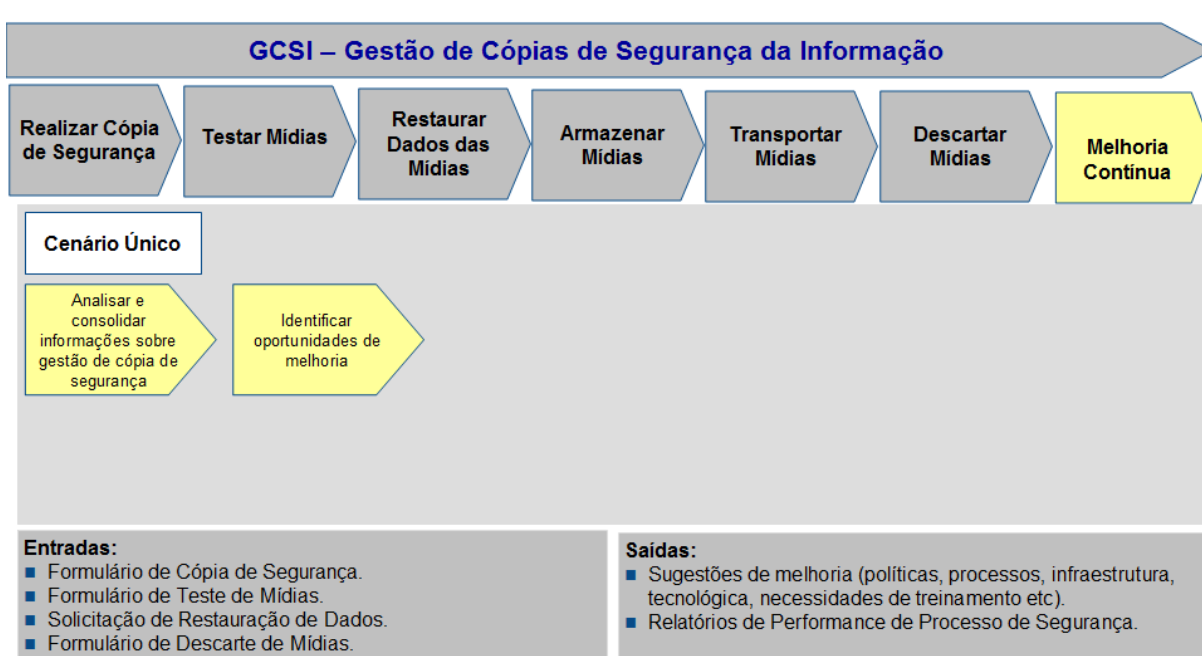 GCSI – Gestão de Cópias de Segurança da Informação
Realizar Cópia
de Segurança
Testar Mídias
Restaurar
Dados das
Mídias
Armazenar
Mídias
Transportar
Mídias
Descartar
Mídias
Melhoria
Contínua
Cenário Único
Analisar e
consolidar
informações sobre
gestão de cópia de
segurança
Identificar
oportunidades de
melhoria
Entradas:
Formulário de Cópia de Segurança.
Formulário de Teste de Mídias.
Solicitação de Restauração de Dados.
Formulário de Descarte de Mídias.
Saídas:
Sugestões de melhoria (políticas, processos, infraestrutura,
tecnológica, necessidades de treinamento etc).
Relatórios de Performance de Processo de Segurança.